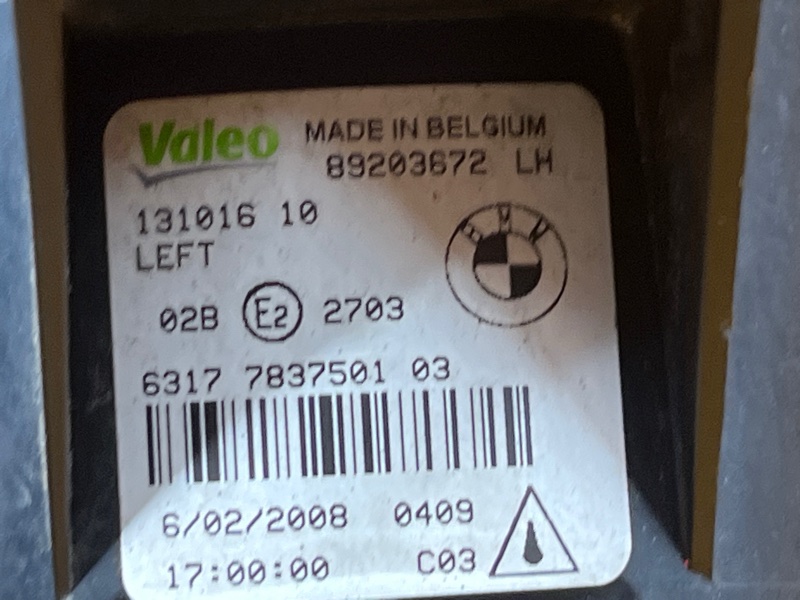 Valeo MADE IN BELGIUM
89203672 LH
131016 10
LEFT
BMW
02B E2 2703
6317 7837501 03
6/02/2008 0409
17:00:00 C03